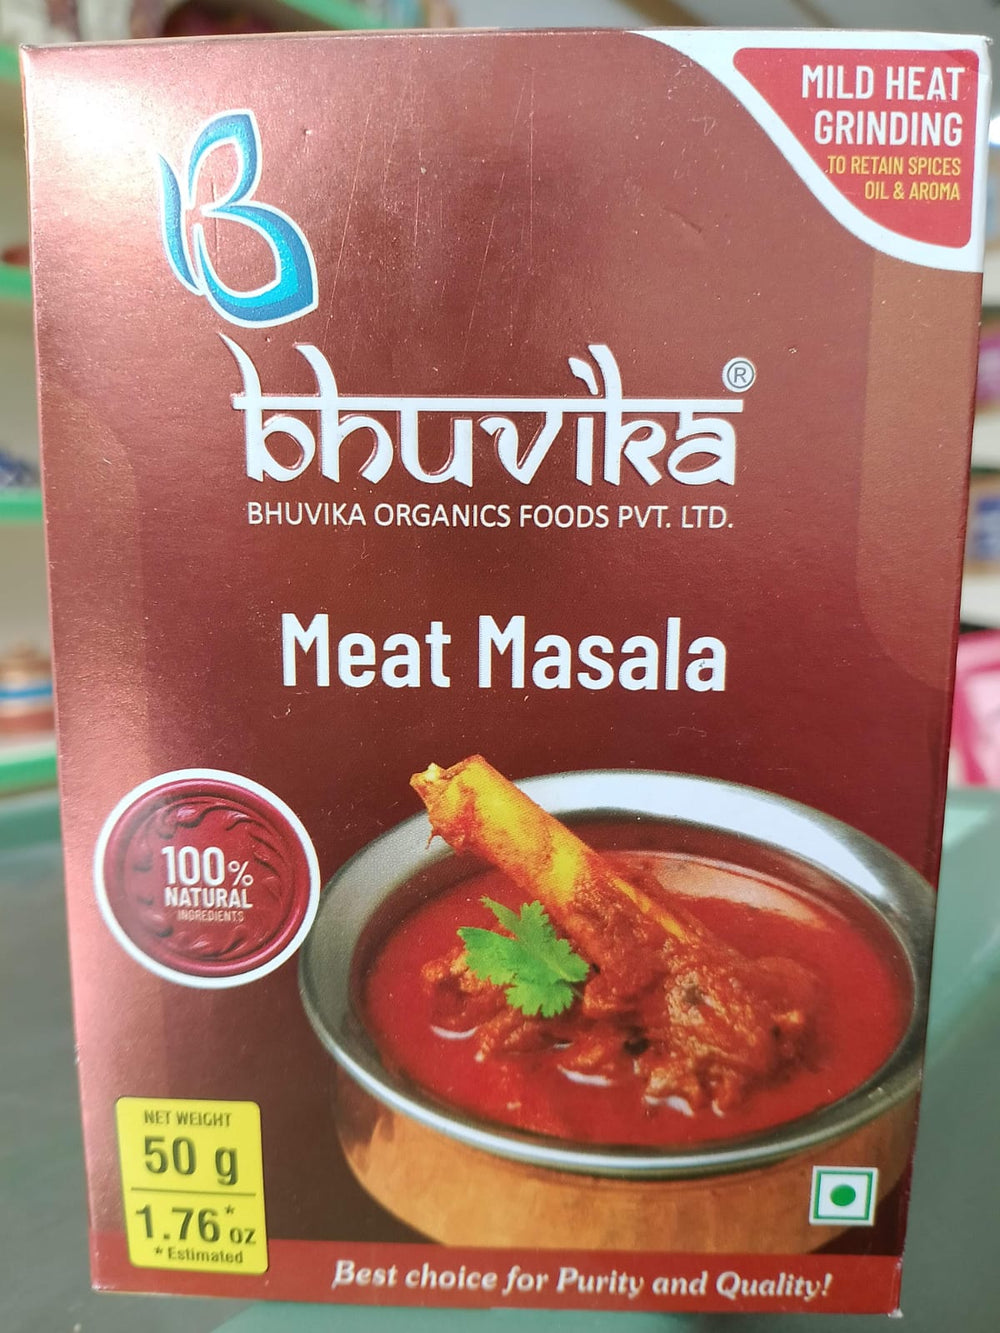 MILD HEAT
GRINDING
TO RETAIN SPICES
OIL & AROMA
B
bhuvika®
BHUVIKA ORGANICS FOODS PVT. LTD.
Meat Masala
100%
NATURAL
INGREDIENTS
NET WEIGHT
50 g
1.76* oz
* Estimated
Best choice for Purity and Quality!